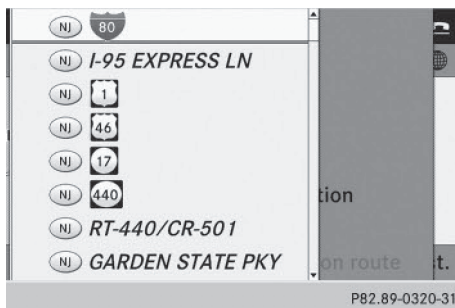 NJ 80
NJ I-95 EXPRESS LN
NJ 1
NJ 46
NJ 17
NJ 440
tion
NJ RT-440/CR-501
NJ GARDEN STATE PKY on route t.
P82.89-0320-31